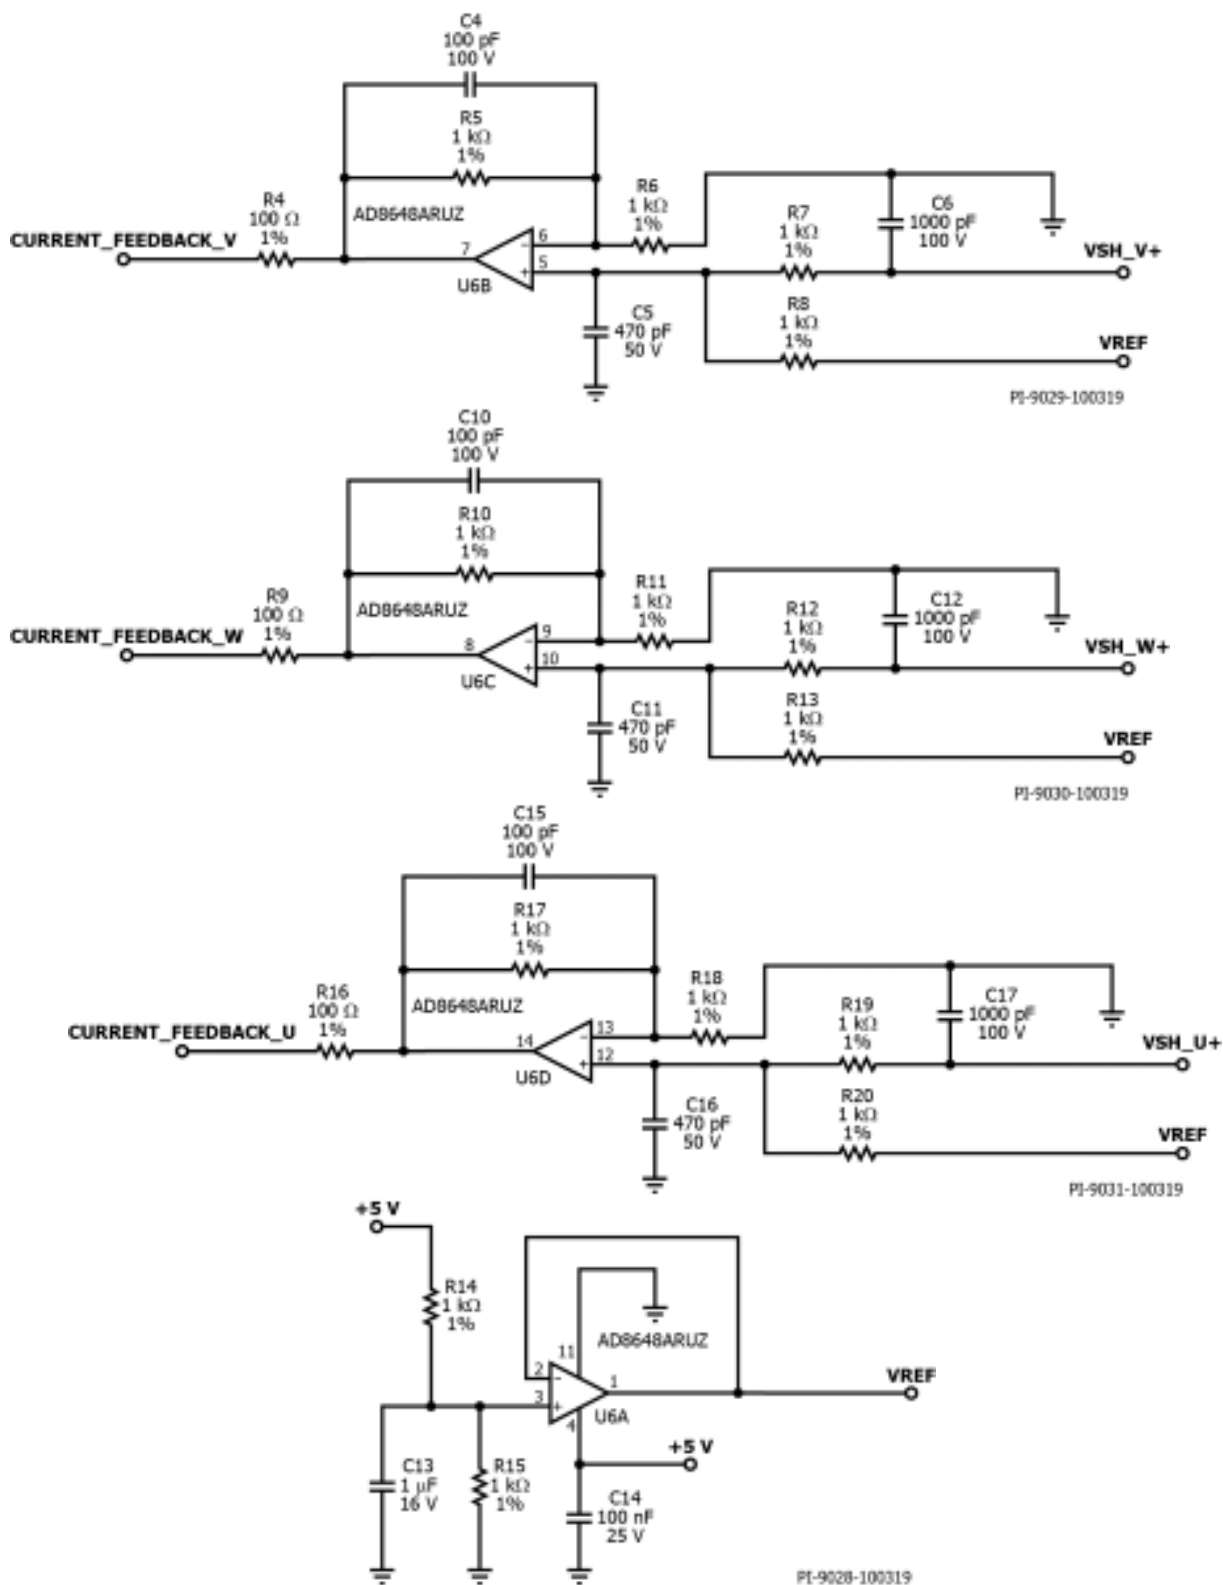 C4
100 pF
100 V
R5
1 kΩ
1%
R4
100 Ω
1%
AD8648ARUZ
R6
1 kΩ
1%
C6
1000 pF
100 V
R7
1 kΩ
1%
CURRENT_FEEDBACK_V
7
6
−
5
+
U6B
VSH_V+
C5
470 pF
50 V
R8
1 kΩ
1%
VREF
PI-9029-100319
C10
100 pF
100 V
R10
1 kΩ
1%
R9
100 Ω
1%
AD8648ARUZ
R11
1 kΩ
1%
C12
1000 pF
100 V
R12
1 kΩ
1%
CURRENT_FEEDBACK_W
8
9
−
10
+
U6C
VSH_W+
C11
470 pF
50 V
R13
1 kΩ
1%
VREF
PI-9030-100319
C15
100 pF
100 V
R17
1 kΩ
1%
R16
100 Ω
1%
AD8648ARUZ
R18
1 kΩ
1%
C17
1000 pF
100 V
R19
1 kΩ
1%
CURRENT_FEEDBACK_U
14
13
−
12
+
U6D
VSH_U+
C16
470 pF
50 V
R20
1 kΩ
1%
VREF
PI-9031-100319
+5 V
R14
1 kΩ
1%
AD8648ARUZ
11
2
−
3
+
1
4
U6A
VREF
+5 V
C13
1 μF
16 V
R15
1 kΩ
1%
C14
100 nF
25 V
PI-9028-100319